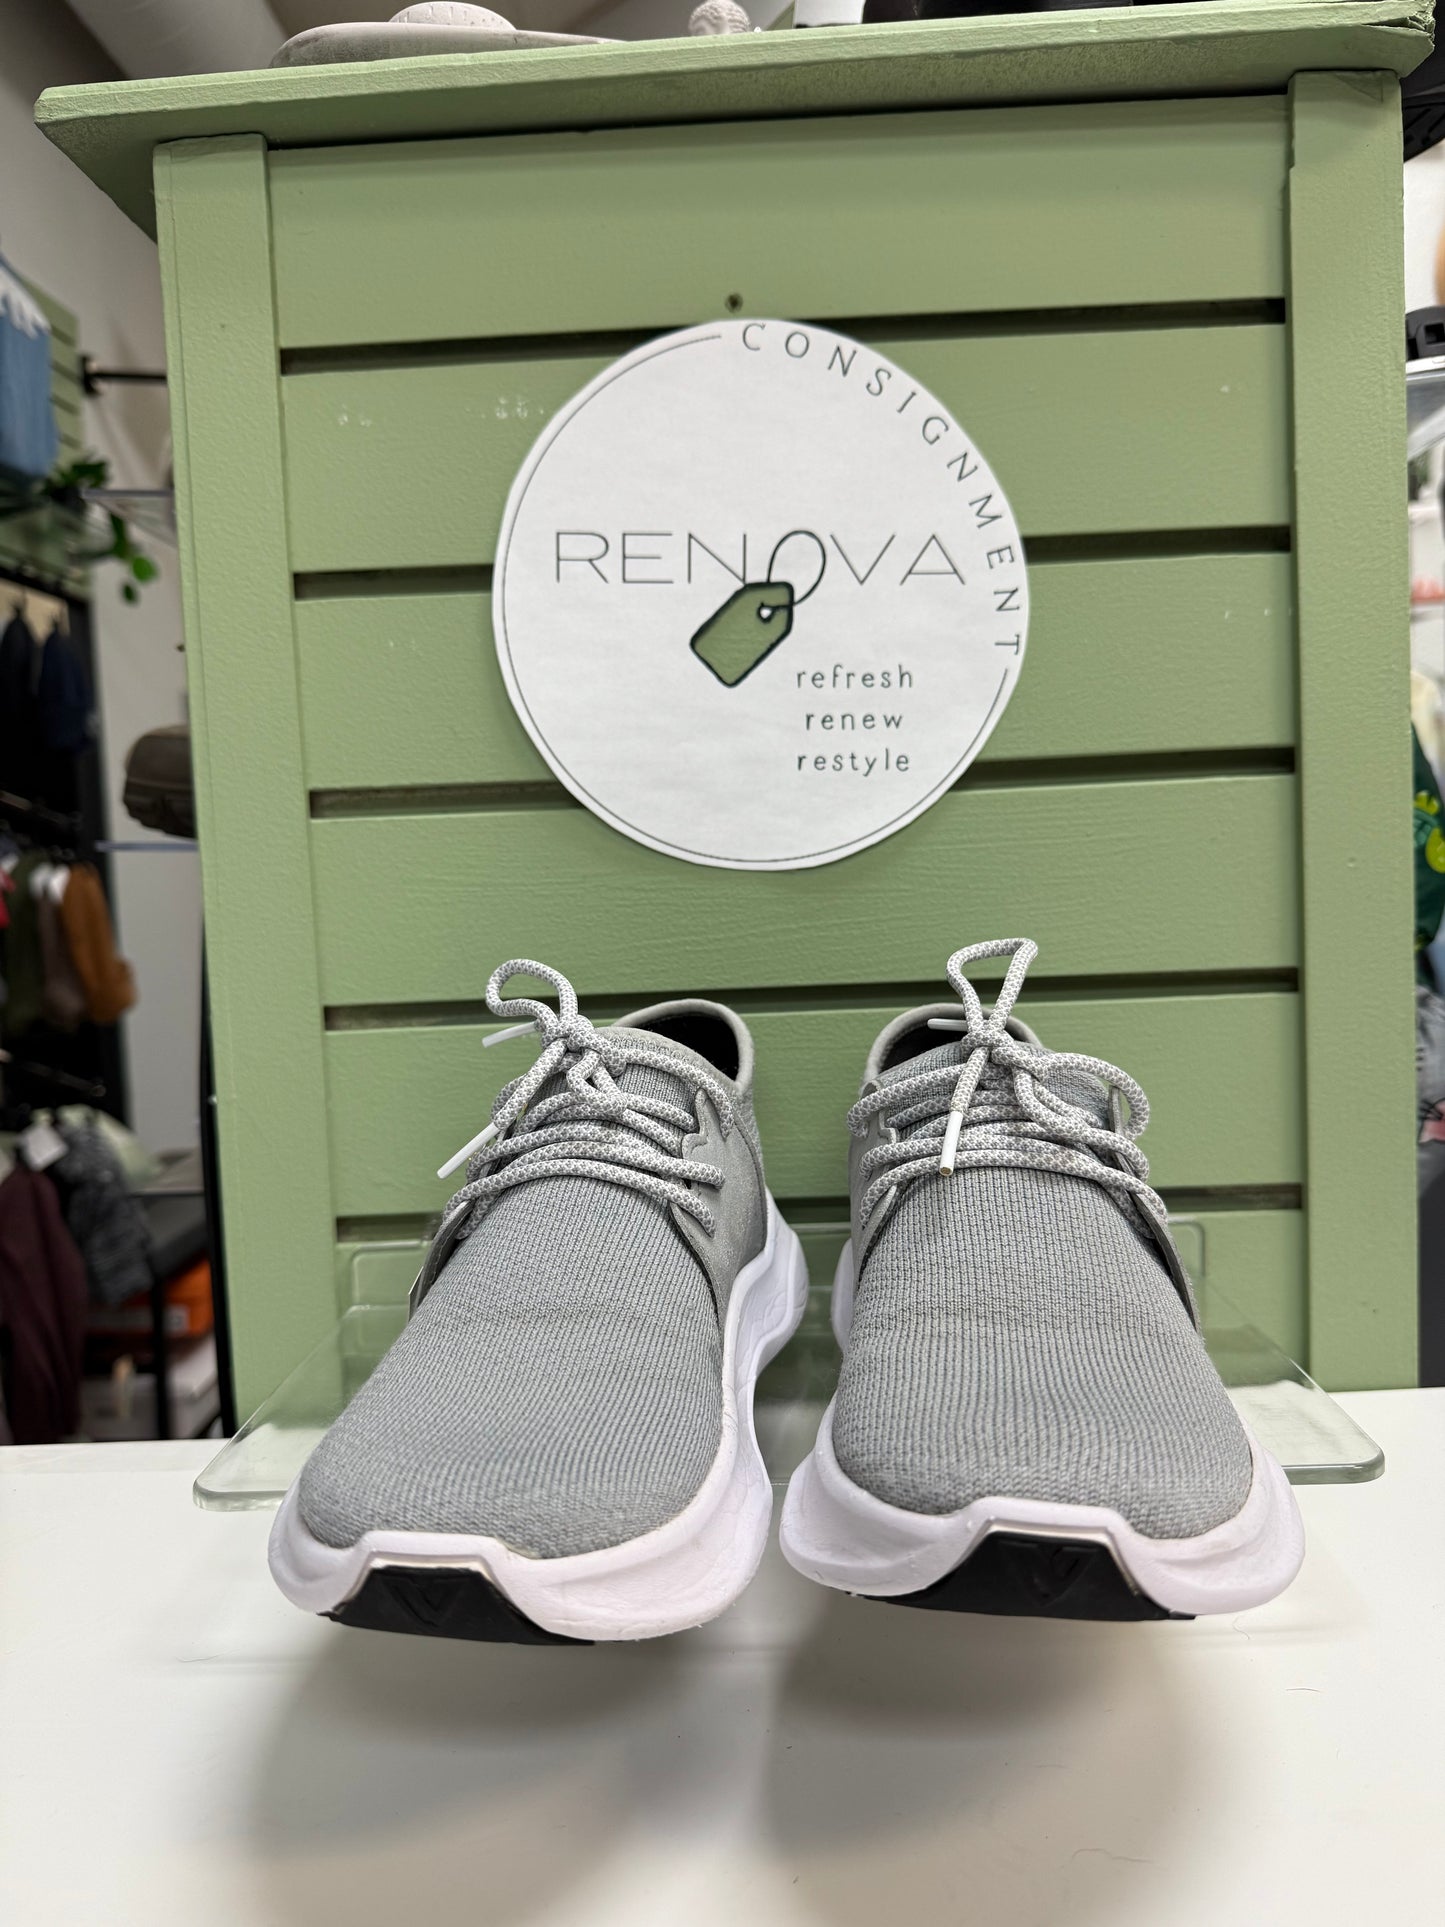 CONSIGNMENT
RENOVA
refresh
renew
restyle
V
V